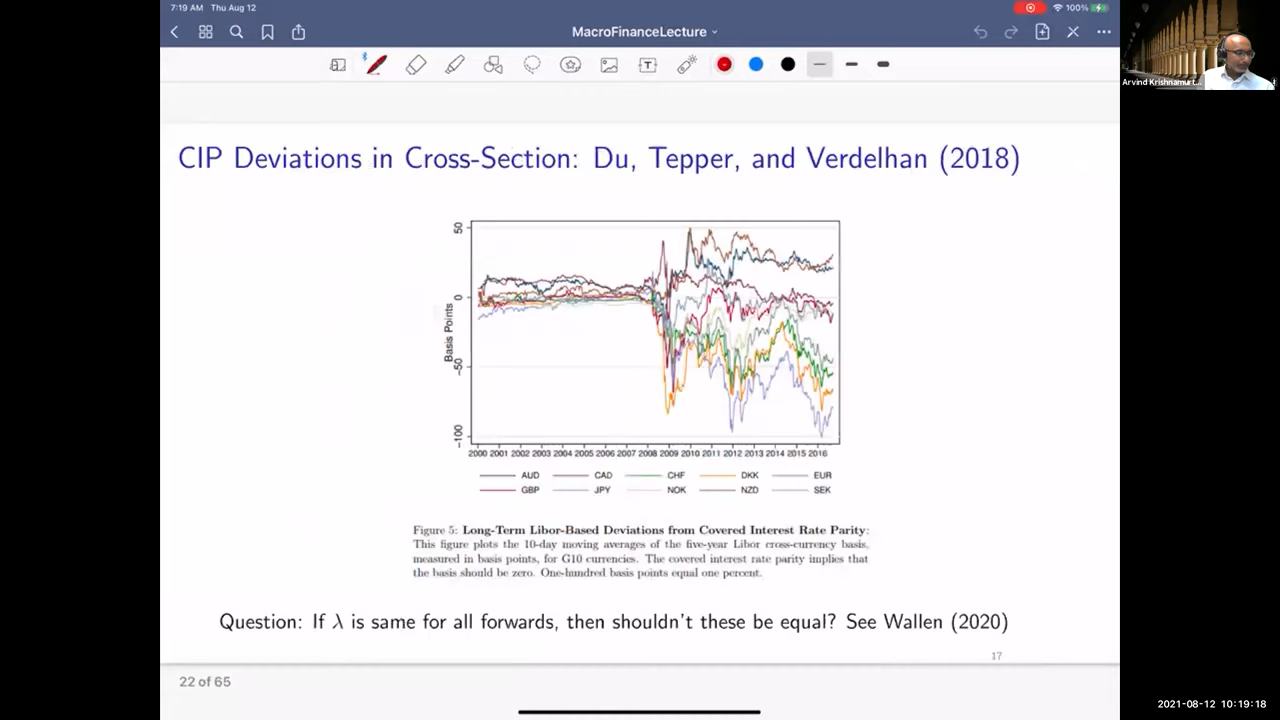 7:19 AM Thu Aug 12
100%
MacroFinanceLecture
T
Arvind Krishnamurt...
CIP Deviations in Cross-Section: Du, Tepper, and Verdelhan (2018)
Basis Points
50
0
−50
−100
2000 2001 2002 2003 2004 2005 2006 2007 2008 2009 2010 2011 2012 2013 2014 2015 2016
AUD CAD CHF DKK EUR
GBP JPY NOK NZD SEK
Figure 5: Long-Term Libor-Based Deviations from Covered Interest Rate Parity:
This figure plots the 10-day moving averages of the five-year Libor cross-currency basis,
measured in basis points, for G10 currencies. The covered interest rate parity implies that
the basis should be zero. One-hundred basis points equal one percent.
Question: If λ is same for all forwards, then shouldn't these be equal? See Wallen (2020)
17
22 of 65
2021-08-12 10:19:18